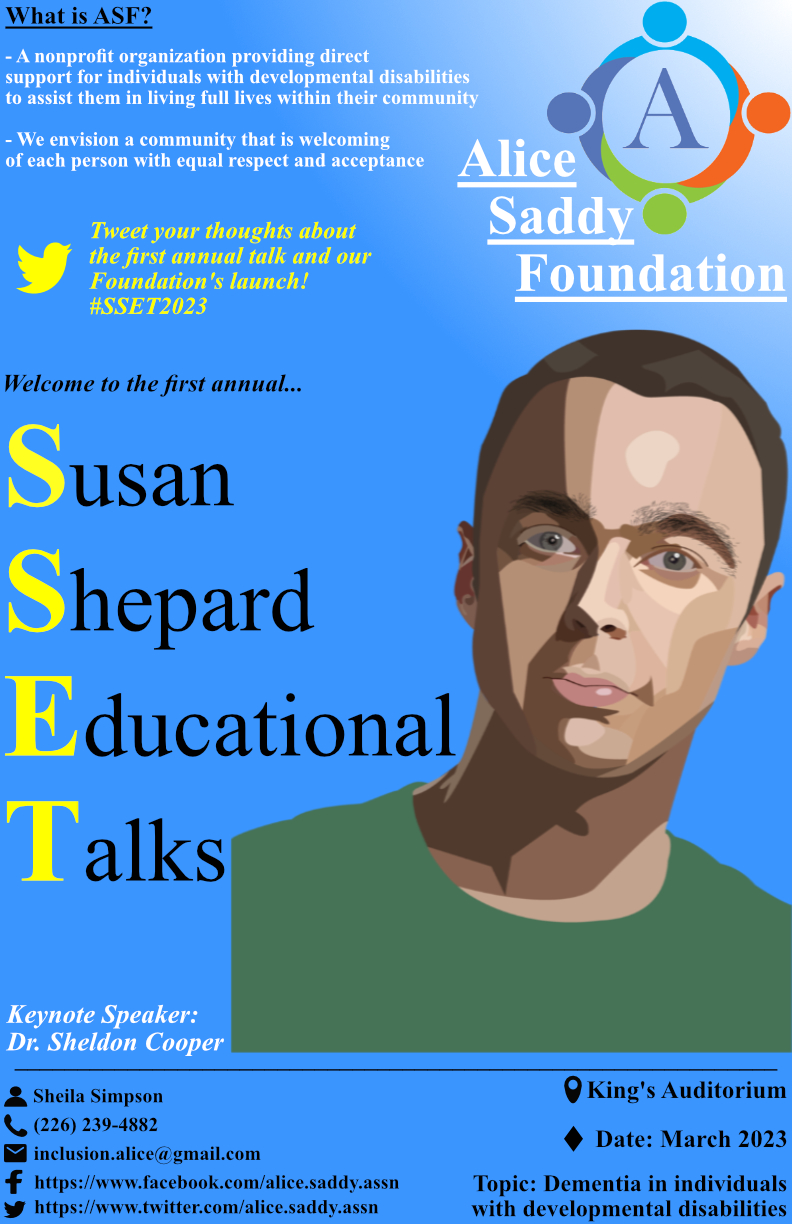 What is ASF?
- A nonprofit organization providing direct
support for individuals with developmental disabilities
to assist them in living full lives within their community
- We envision a community that is welcoming
of each person with equal respect and acceptance
A
Alice
Saddy
Foundation
Tweet your thoughts about
the first annual talk and our
Foundation's launch!
#SSET2023
Welcome to the first annual...
Susan
Shepard
Educational
Talks
Keynote Speaker:
Dr. Sheldon Cooper
Sheila Simpson
(226) 239-4882
inclusion.alice@gmail.com
https://www.facebook.com/alice.saddy.assn
https://www.twitter.com/alice.saddy.assn
King's Auditorium
Date: March 2023
Topic: Dementia in individuals
with developmental disabilities